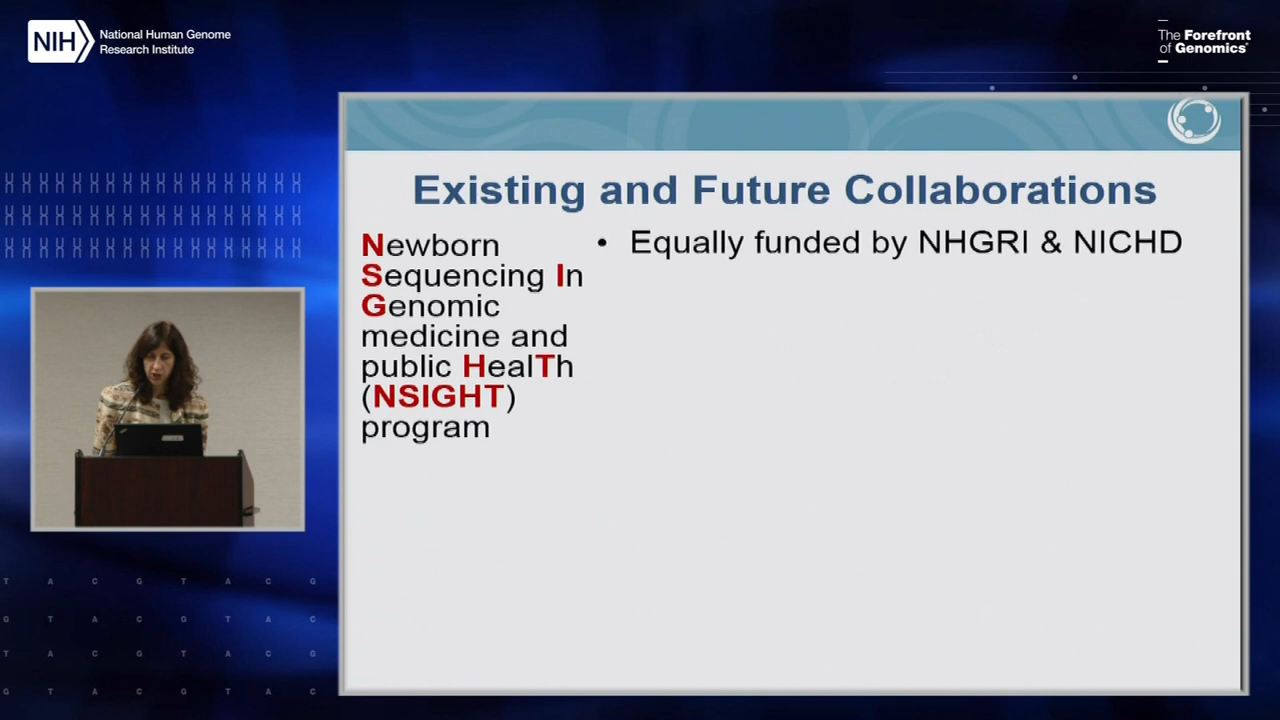 NIH
National Human Genome
Research Institute
The Forefront
of Genomics®
Existing and Future Collaborations
Newborn
Sequencing In
Genomic
medicine and
public HealTh
(NSIGHT)
program
• Equally funded by NHGRI & NICHD
T A C G T A C G
G T A C G T A C
T A C G T A C G
G T A C G T A C